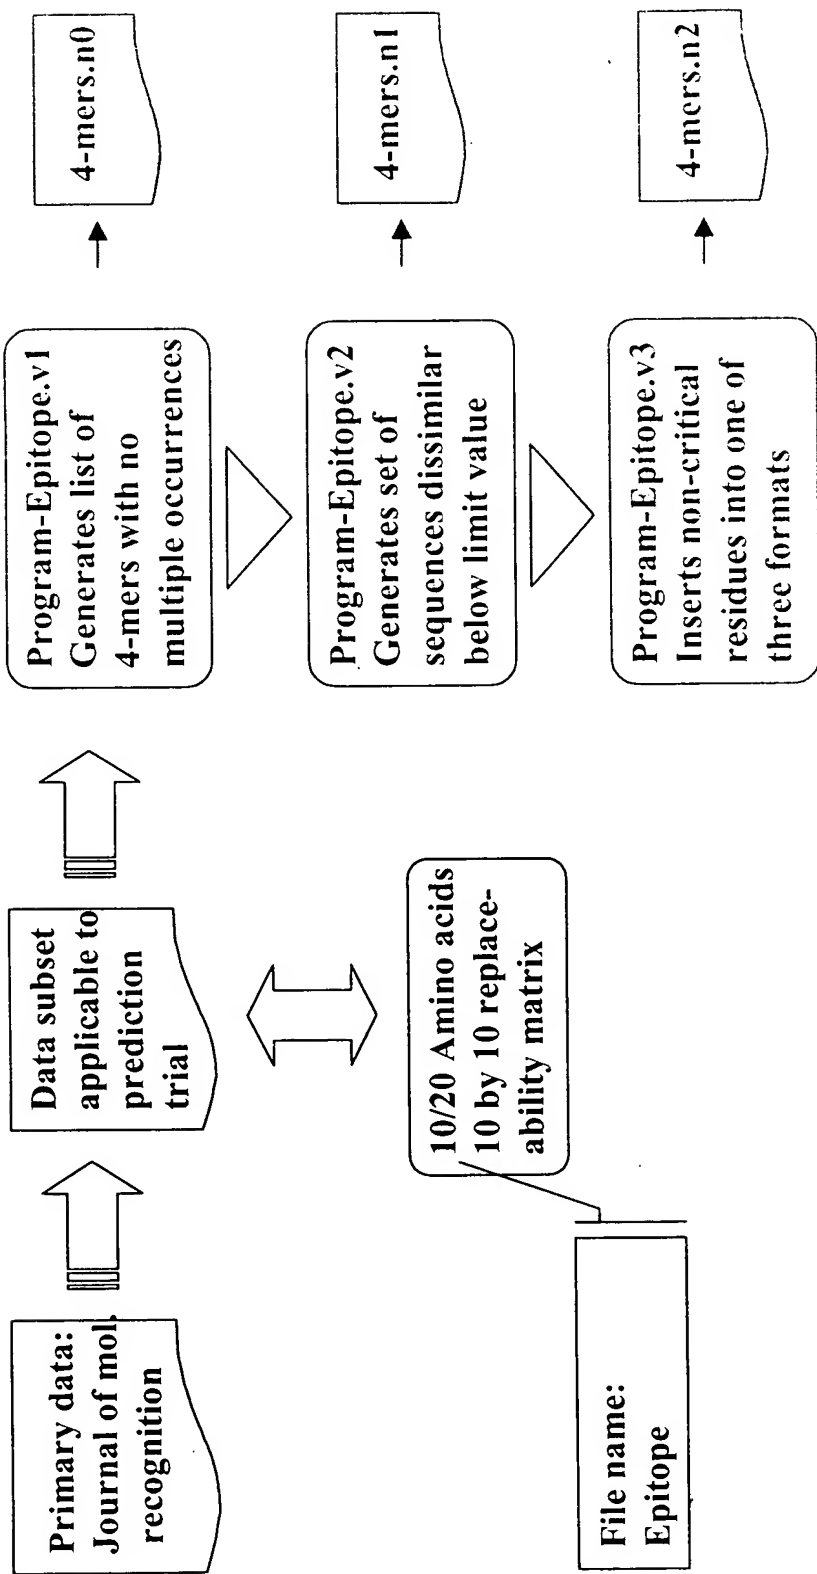 Primary data:
Journal of mol.
recognition
Data subset
applicable to
prediction
trial
Program-Epitope.v1
Generates list of
4-mers with no
multiple occurrences
4-mers.n0
10/20 Amino acids
10 by 10 replace-
ability matrix
Program-Epitope.v2
Generates set of
sequences dissimilar
below limit value
4-mers.n1
File name:
Epitope
Program-Epitope.v3
Inserts non-critical
residues into one of
three formats
4-mers.n2